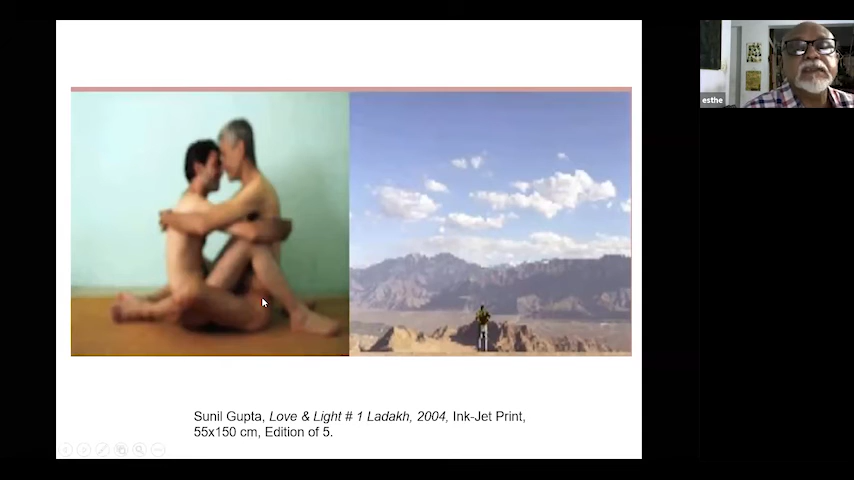 esthe
Sunil Gupta, Love & Light # 1 Ladakh, 2004, Ink-Jet Print,
55x150 cm, Edition of 5.